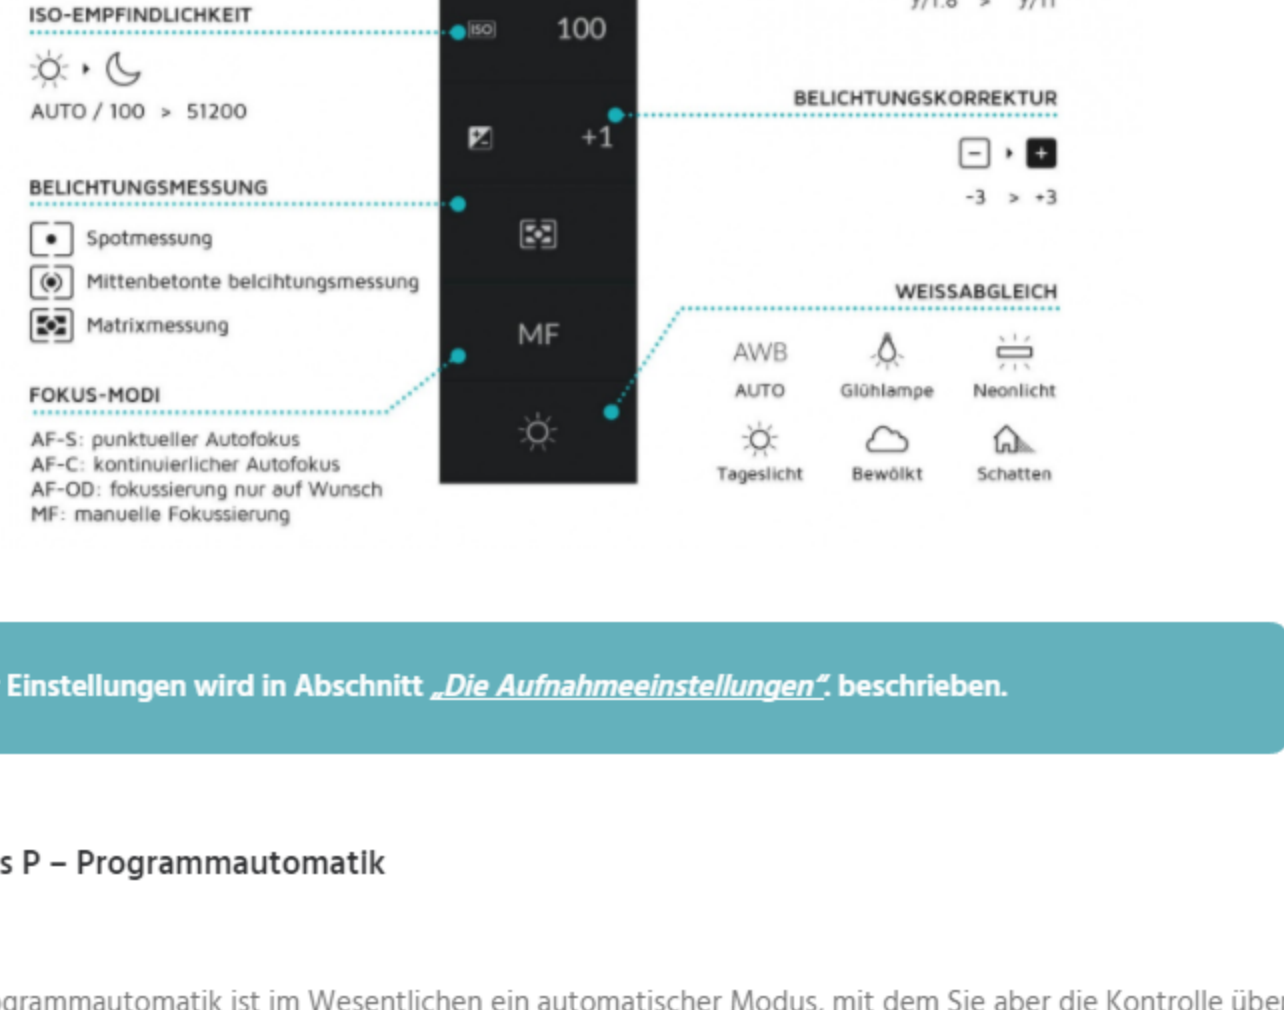 ISO-EMPFINDLICHKEIT
AUTO / 100 > 51200
BELICHTUNGSMESSUNG
Spotmessung
Mittenbetonte belcihtungsmessung
Matrixmessung
FOKUS-MODI
AF-S: punktueller Autofokus
AF-C: kontinuierlicher Autofokus
AF-OD: fokussierung nur auf Wunsch
MF: manuelle Fokussierung
ISO 100
+1
MF
BELICHTUNGSKORREKTUR
-3 > +3
WEISSABGLEICH
AWB
AUTO Glühlampe Neonlicht
Tageslicht Bewölkt Schatten
Einstellungen wird in Abschnitt „Die Aufnahmeeinstellungen“. beschrieben.
s P – Programmautomatik
ogrammautomatik ist im Wesentlichen ein automatischer Modus, mit dem Sie aber die Kontrolle über